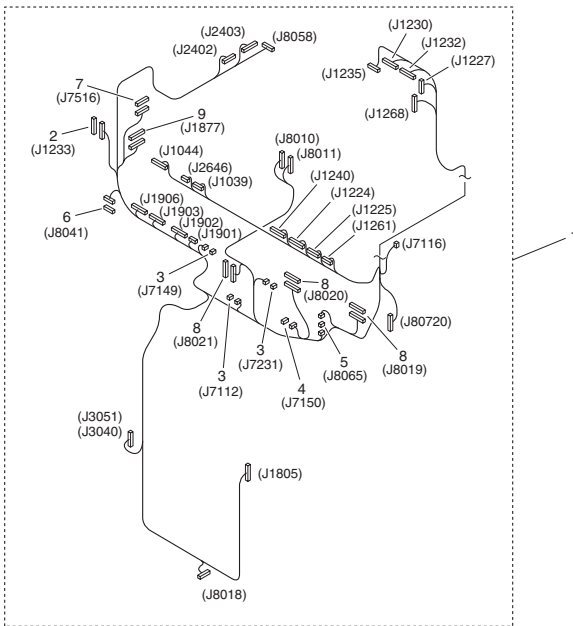 (J2403)
(J2402)
(J8058)
(J1230)
(J1232)
(J1227)
(J1235)
(J1268)
7
(J7516)
9
(J1877)
2
(J1233)
(J1044)
(J2646)
(J1039)
(J8010)
(J8011)
(J1240)
(J1224)
(J1225)
(J1261)
6
(J8041)
(J1906)
(J1903)
(J1902)
(J1901)
3
(J7149)
8
(J8021)
3
(J7112)
3
(J7231)
8
(J8020)
4
(J7150)
5
(J8065)
8
(J8019)
(J7116)
(J80720)
(J3051)
(J3040)
(J1805)
(J8018)